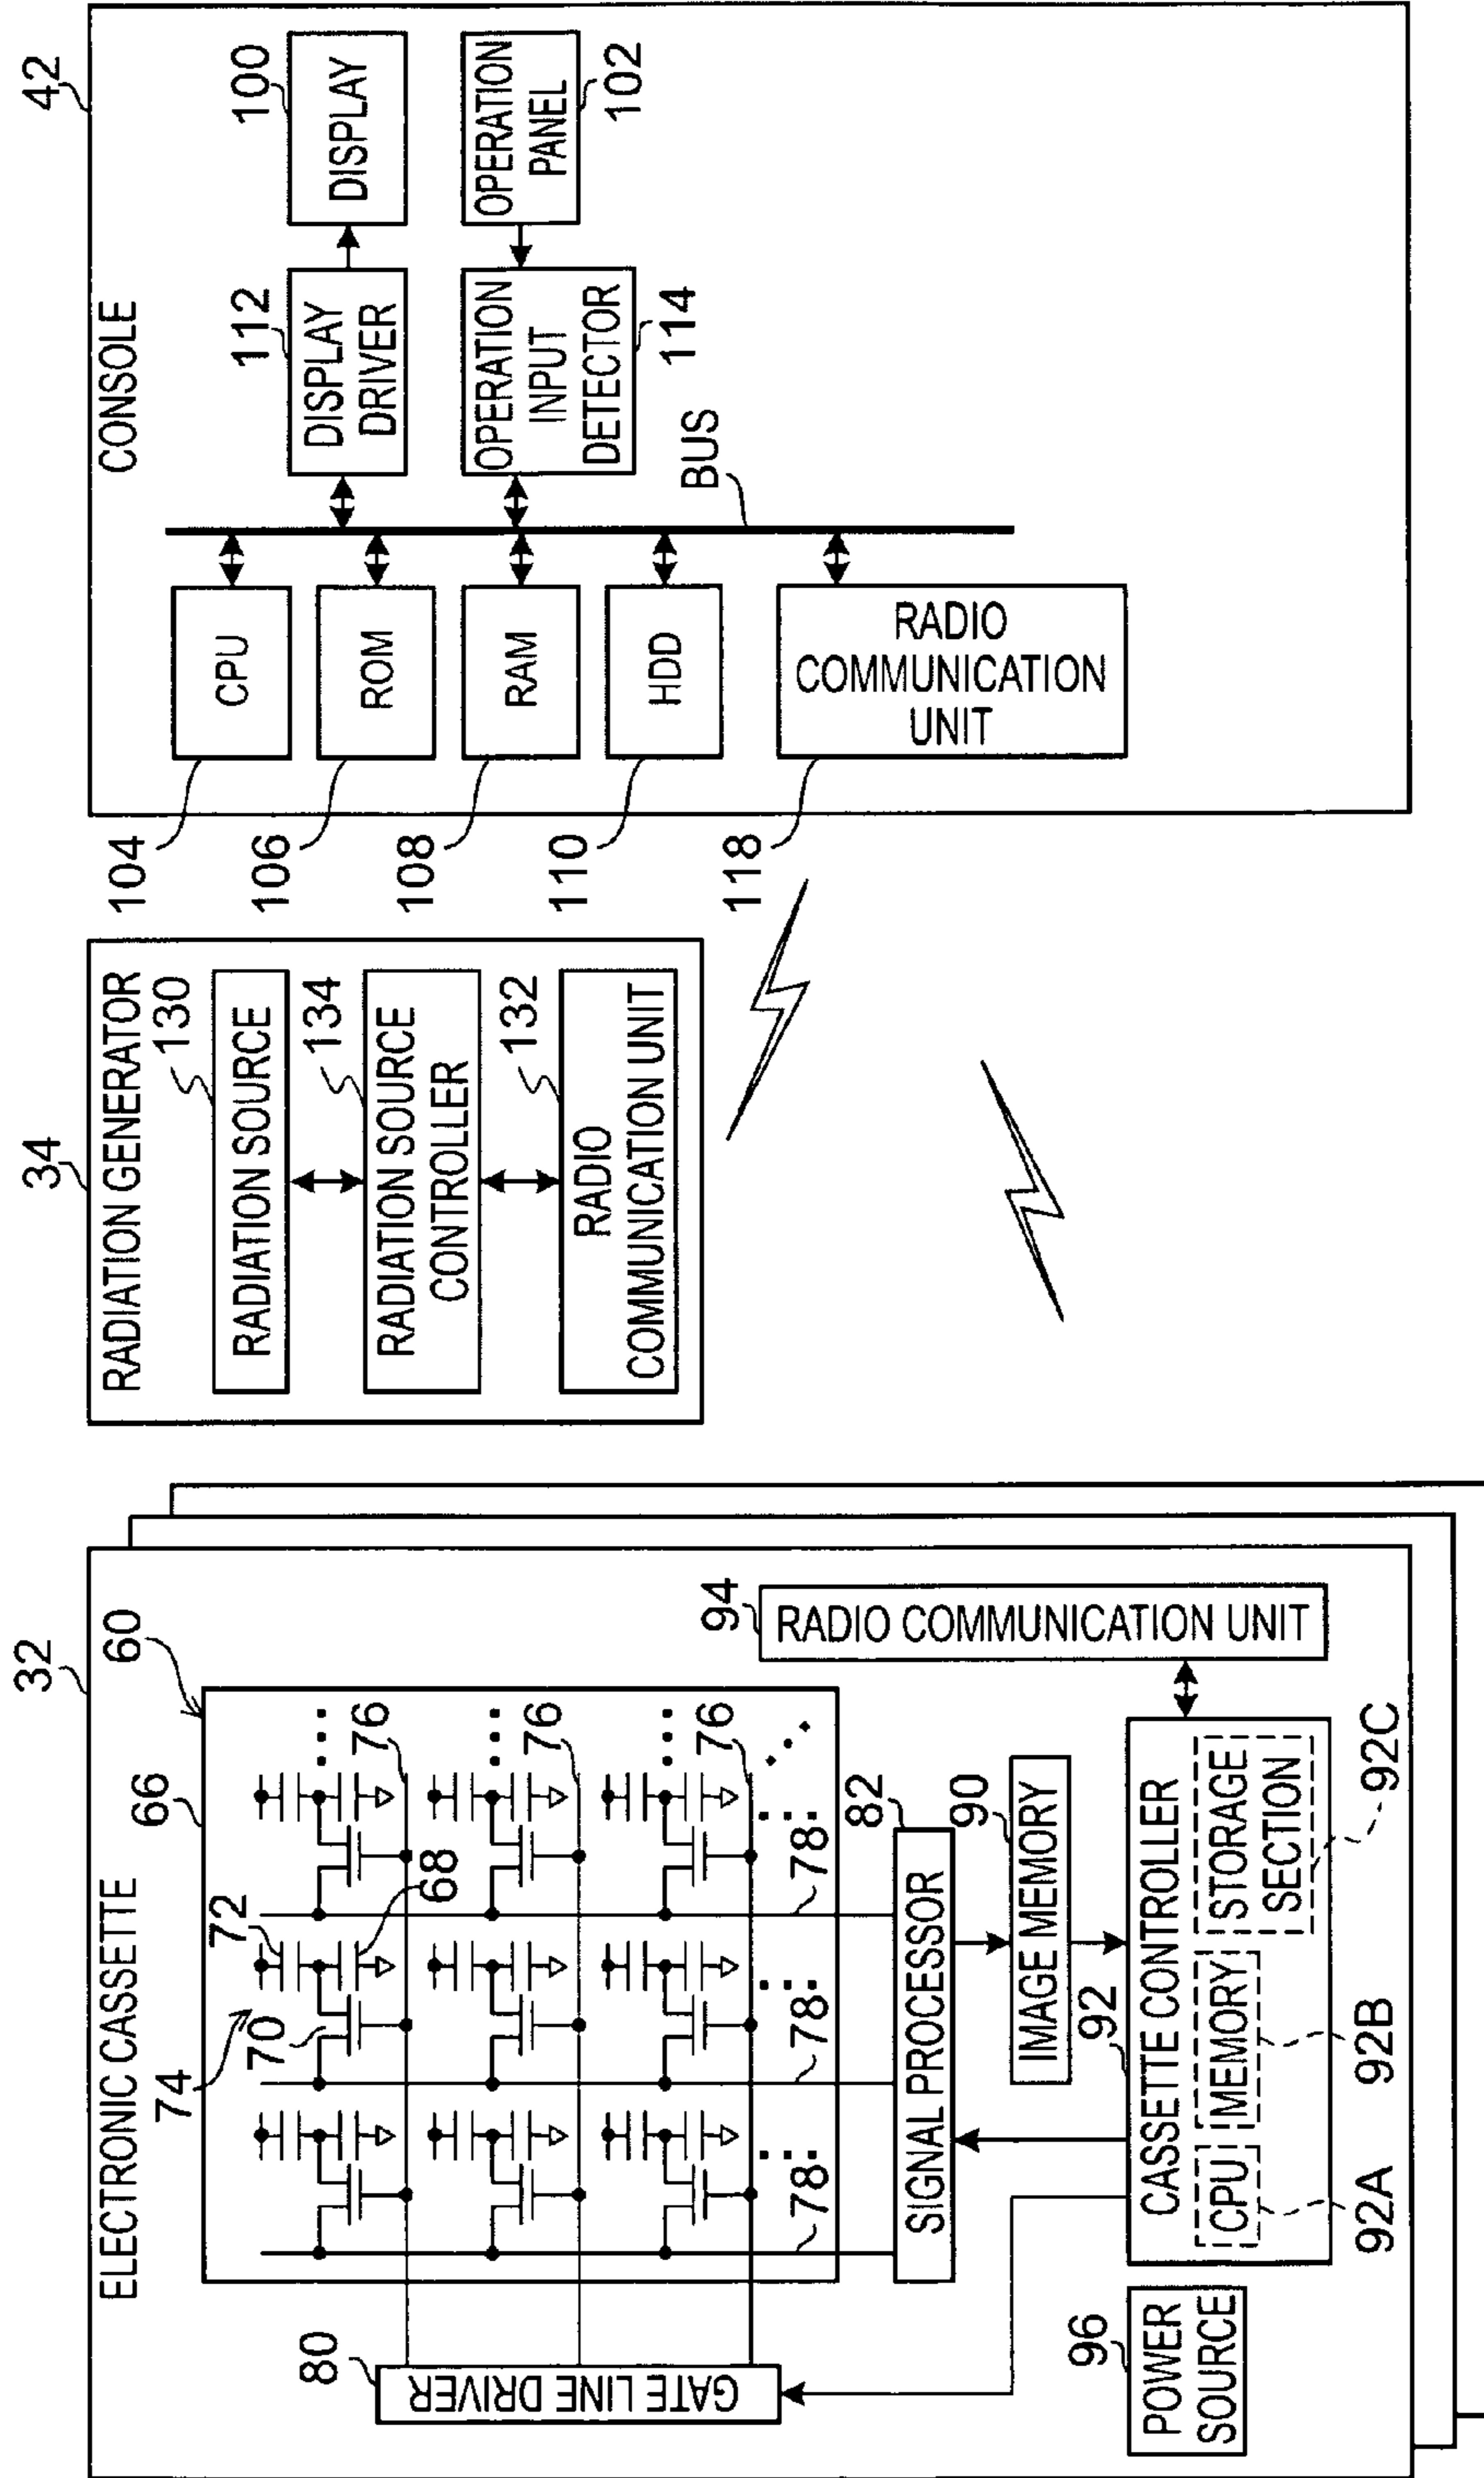 32
ELECTRONIC CASSETTE
66
60
74
72
70
68
76
76
76
78
78
78
80
GATE LINE DRIVER
82
SIGNAL PROCESSOR
90
IMAGE MEMORY
94
RADIO COMMUNICATION UNIT
92
CASSETTE CONTROLLER
CPU
MEMORY
STORAGE
SECTION
92A
92B
92C
96
POWER
SOURCE
34
RADIATION GENERATOR
130
RADIATION SOURCE
134
RADIATION SOURCE
CONTROLLER
132
RADIO
COMMUNICATION UNIT
42
CONSOLE
104
CPU
106
ROM
108
RAM
110
HDD
118
RADIO
COMMUNICATION
UNIT
BUS
112
DISPLAY
DRIVER
100
DISPLAY
OPERATION
INPUT
DETECTOR
114
OPERATION
PANEL
102